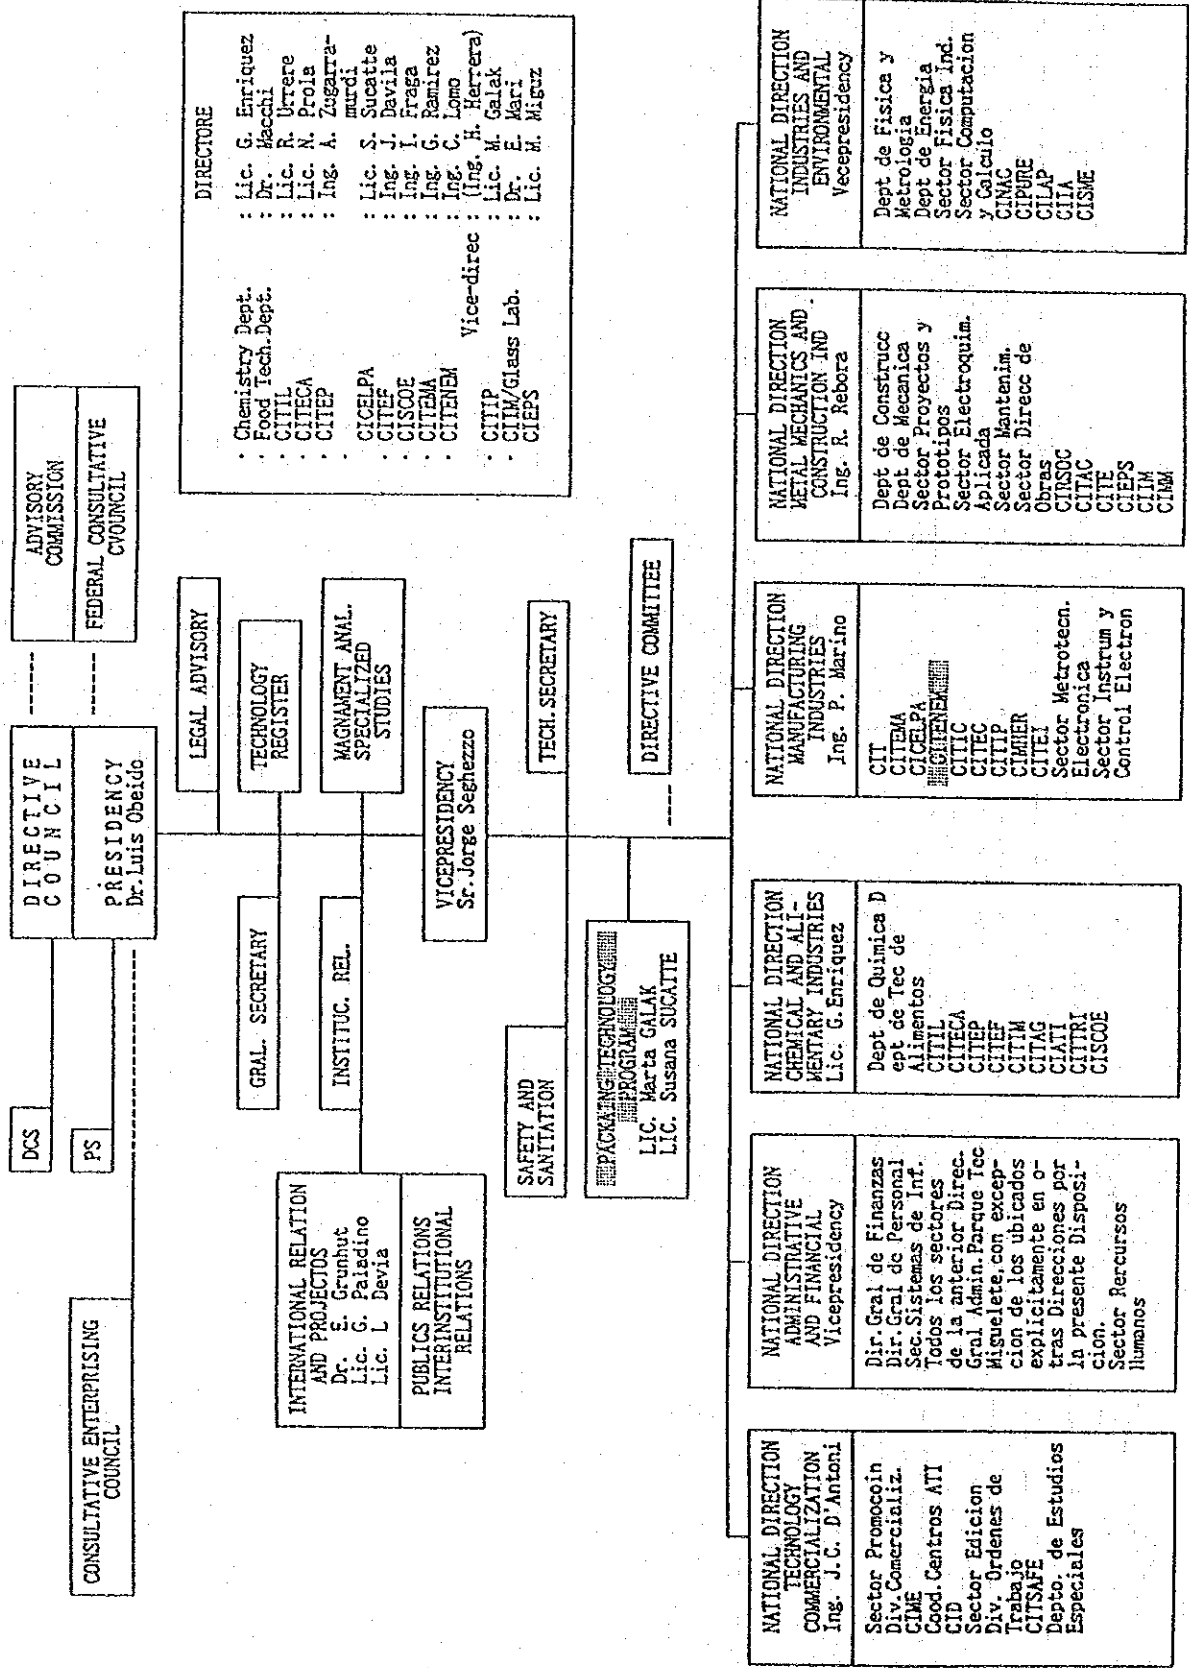 ADVISORY
COMMISSION
FEDERAL CONSULTATIVE
CVOUNCIL
DIRECTIVE
COUNCIL
PRESIDENCY
Dr.Luis Obeido
DCS
PS
CONSULTATIVE ENTERPRISING
COUNCIL
LEGAL ADVISORY
TECHNOLOGY
REGISTER
GRAL. SECRETARY
MAGNAMENT ANAL.
SPECIALIZED
STUDIES
INSTITUC. REL.
INTERNATIONAL RELATION
AND PROJECTOS
Dr. E. Grunhut
Lic. G. Paladino
Lic. L. Devia
PUBLICS RELATIONS
INTERINSTITUTIONAL
RELATIONS
VICEPRESIDENCY
Sr.Jorge Seghezzo
TECH.SECRETARY
SAFETY AND
SANITATION
DIRECTIVE COMMITTEE
PACKAING TECHNOLOGY
PROGRAM
LIC. Marta GALAK
LIC. Susana SUCATTE
DIRECTORE
· Chemistry Dept. : Lic. G. Enriquez
· Food Tech.Dept. : Dr. Macchi
· CITIL : Lic. R. Urrere
· CITECA : Lic. N. Prola
· CITEP : Ing. A. Zugarra-
murdi
· CICELPA : Lic. S. Sucatte
· CITEF : Ing. J. Davila
· CISCOE : Ing. I. Fraga
· CITEMA : Ing. G. Ramirez
· CITENEM : Ing. C. Lomo
Vice-direc : (Ing. H. Herrera)
· CITIP : Lic. M. Galak
· CIIM/Glass Lab. : Dr. E. Mari
· CIEPS : Lic. M. Miguz
NATIONAL DIRECTION
TECHNOLOGY
COMMERCIALIZATION
Ing. J.C. D'Antoni
Sector Promocoin
Div.Comercializ.
CIME
Cood.Centros ATI
CID
Sector Edicion
Div. Ordenes de
Trabajo
CITSAFE
Depto. de Estudios
Especiales
NATIONAL DIRECTION
ADMINISTRATIVE
AND FINANCIAL
Vicepresidency
Dir.Gral de Finanzas
Dir.Gral de Personal
Sec.Sistemas de Inf.
Todos los sectores
de la anterior Direc.
Gral Admin.Parque Tec
Miguelete,con excep-
cion de los ubicados
explicitamente en o-
tras Direcciones por
la presente Disposi-
cion.
Sector Rercursos
Humanos
NATIONAL DIRECTION
CHEMICAL AND ALI-
MENTARY INDUSTRIES
Lic. G.Enriquez
Dept de Quimica D
ept de Tec de
Alimentos
CITIL
CITECA
CITEP
CITEF
CITIM
CITAG
CIATI
CITTRI
CISCOE
NATIONAL DIRECTION
MANUFACTURING
INDUSTRIES
Ing. P. Marino
CIT
CITEMA
CICELPA
CITENEM
CITIC
CITEC
CITIP
CIMHER
CITEI
Sector Metrotecn.
Electronica
Sector Instrum y
Control Electron
NATIONAL DIRECTION
METAL MECHANICS AND
CONSTRUCTION IND .
Ing. R. Rebora
Dept de Construcc
Dept de Mecanica
Sector Proyectos y
Prototipos
Sector Electroquim.
Aplicada
Sector Mantenim.
Sector Direcc de
Obras
CIRSOC
CITAC
CITE
CIEPS
CIIM
CIMM
NATIONAL DIRECTION
INDUSTRIES AND
ENVIRONMENTAL
Vecepresidency
Dept de Fisica y
Metrologia
Dept de Energia
Sector Fisica Ind.
Sector Computacion
y Calculo
CINAC
CIPURE
CILAP
CIIA
CISME